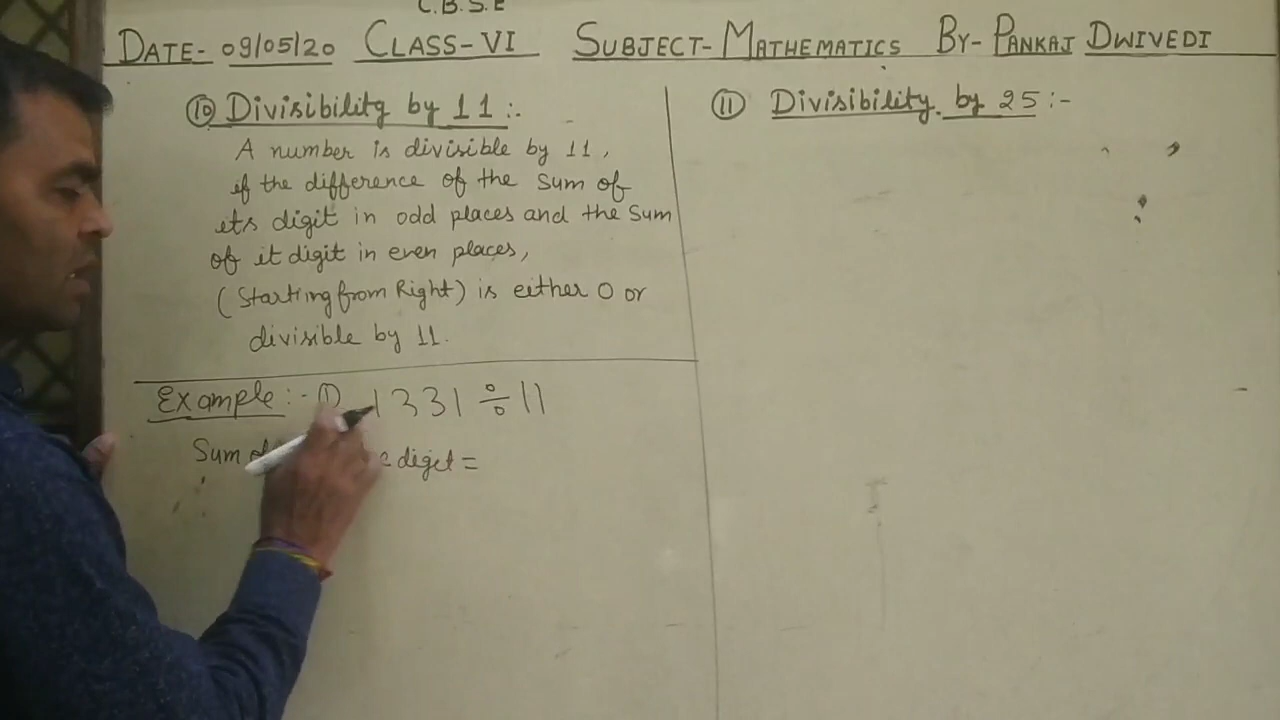 C.B.S.E
DATE- 09/05/20 CLASS-VI SUBJECT- MATHEMATICS BY- PANKAJ DWIVEDI
⑩ Divisibility by 11:.
A number is divisible by 11,
if the difference of the sum of
its digit in odd places and the sum
of it digit in even places,
(Starting from Right) is either 0 or
divisible by 11.
Example:- ① 1331 ÷ 11
Sum digit =
⑪ Divisibility by 25:-